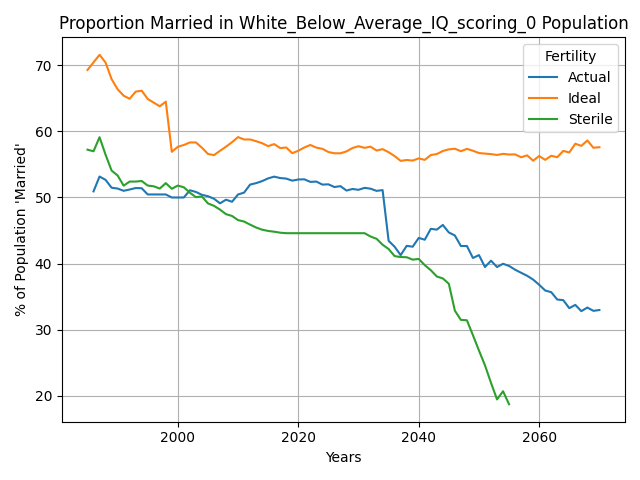 Proportion Married in White_Below_Average_IQ_scoring_0 Population
% of Population 'Married'
70
60
50
40
30
20
Fertility
Actual
Ideal
Sterile
2000
2020
2040
2060
Years